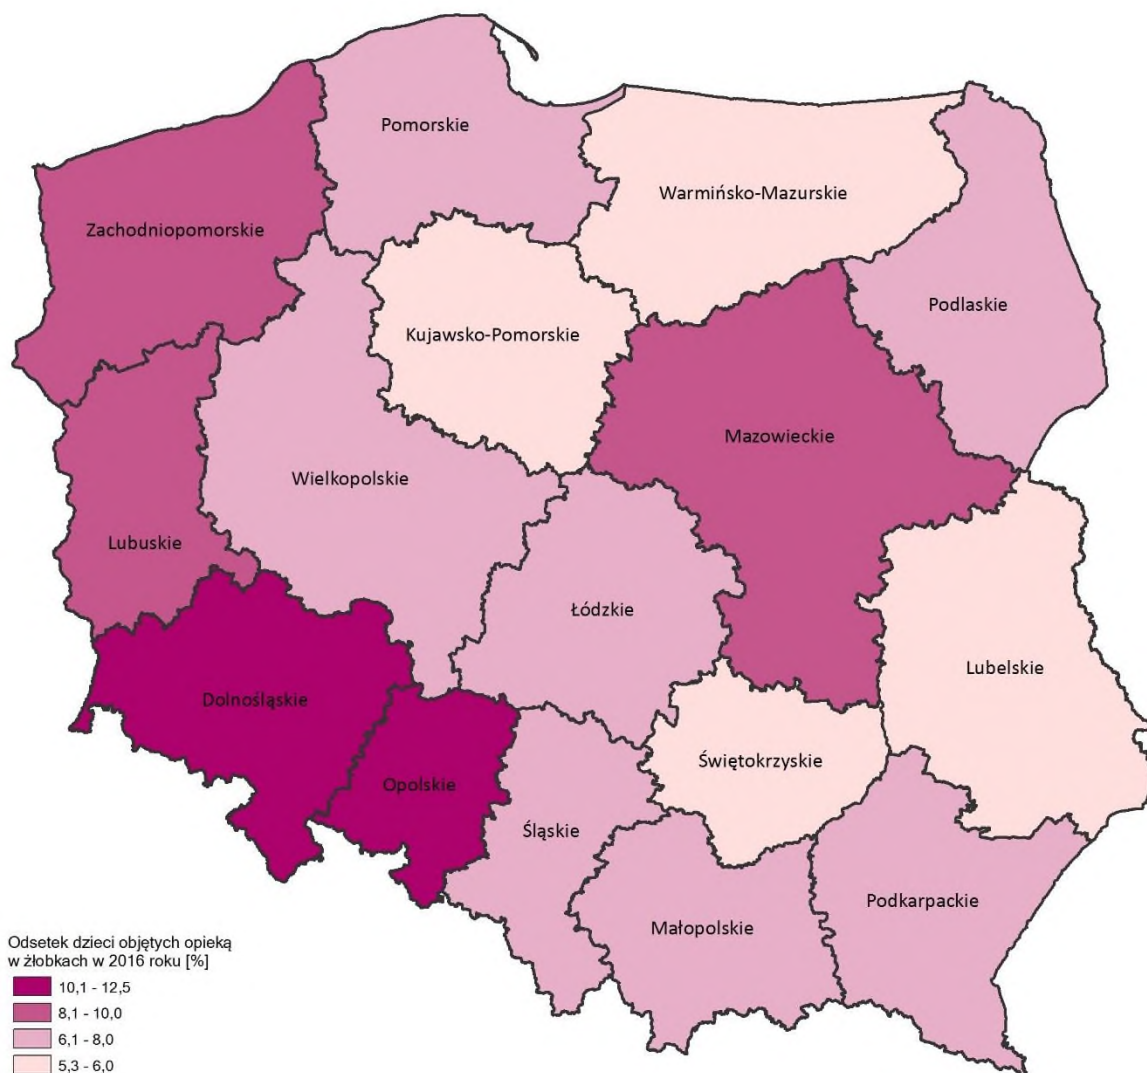 Pomorskie
Warmińsko-Mazurskie
Zachodniopomorskie
Podlaskie
Kujawsko-Pomorskie
Mazowieckie
Wielkopolskie
Lubuskie
Łódzkie
Lubelskie
Dolnośląskie
Świętokrzyskie
Opolskie
Śląskie
Podkarpackie
Małopolskie
Odsetek dzieci objętych opieką
w żłobkach w 2016 roku [%]
10,1 - 12,5
8,1 - 10,0
6,1 - 8,0
5,3 - 6,0